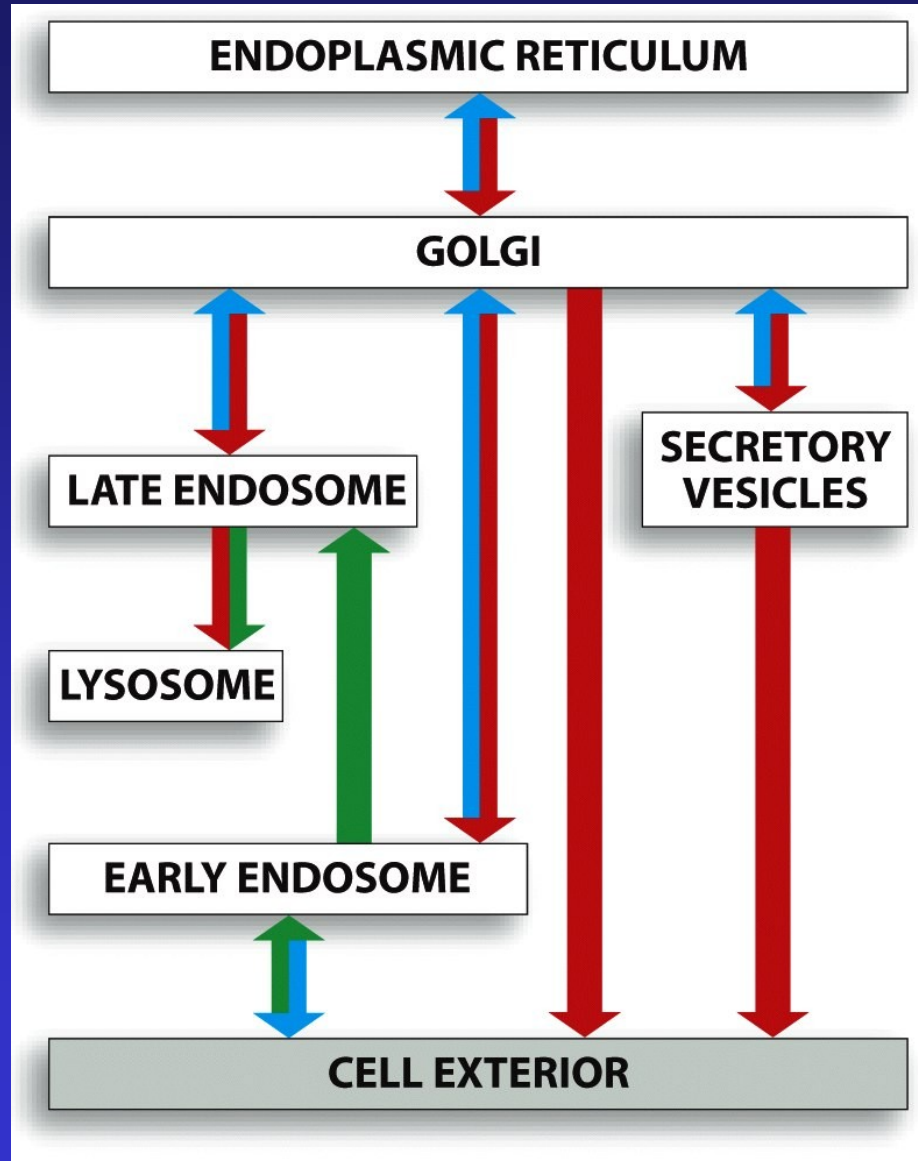 ENDOPLASMIC RETICULUM
GOLGI
LATE ENDOSOME
SECRETORY
VESICLES
LYSOSOME
EARLY ENDOSOME
CELL EXTERIOR